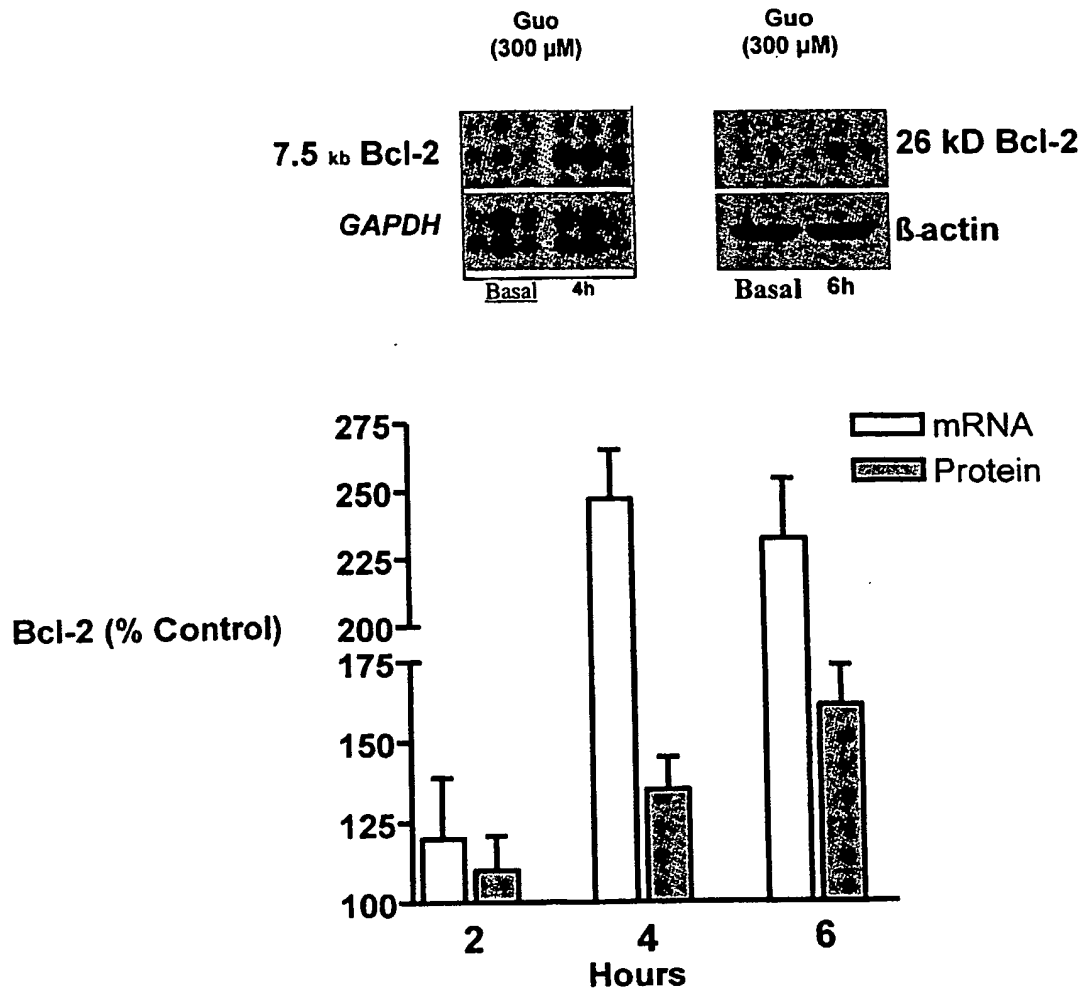 Guo
(300 µM)
Guo
(300 µM)
7.5 kb Bcl-2
26 kD Bcl-2
GAPDH
ß-actin
Basal 4h
Basal 6h
mRNA
Protein
Bcl-2 (% Control)
275
250
225
200
175
150
125
100
2 4 6
Hours